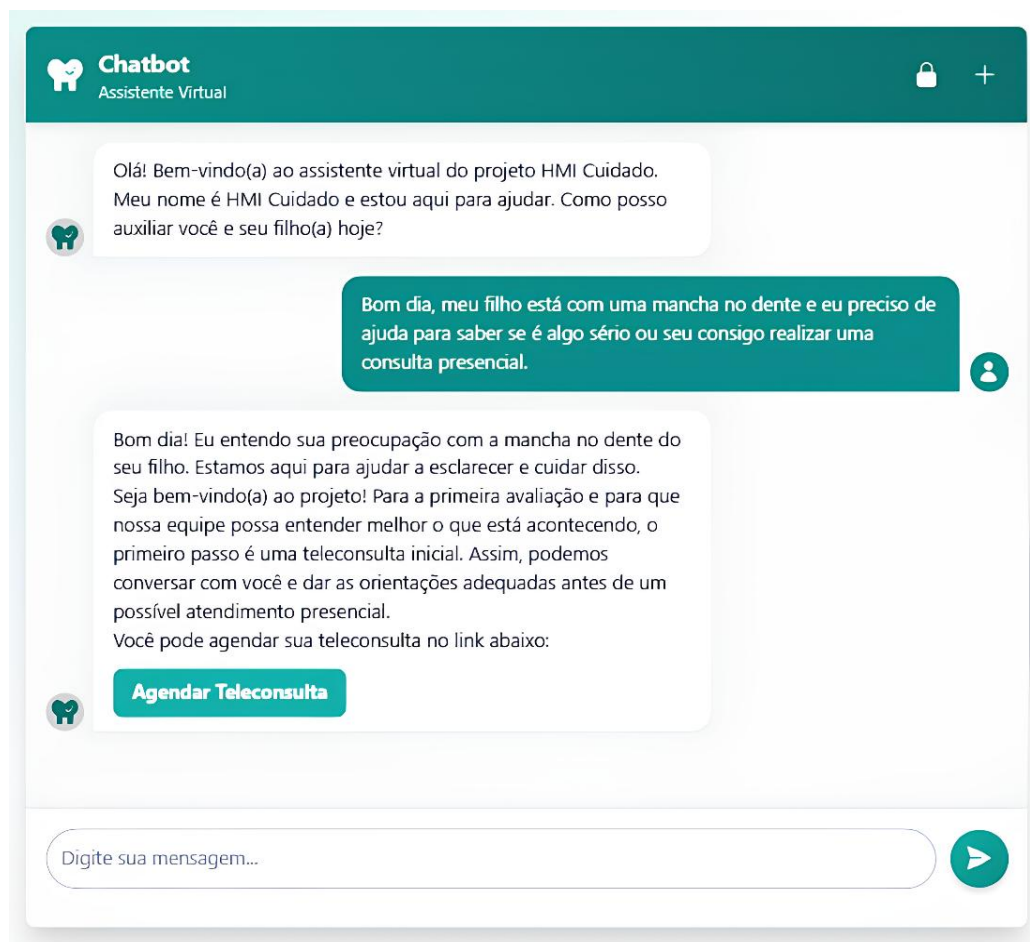 Chatbot
Assistente Virtual
Olá! Bem-vindo(a) ao assistente virtual do projeto HMI Cuidado.
Meu nome é HMI Cuidado e estou aqui para ajudar. Como posso
auxiliar você e seu filho(a) hoje?
Bom dia, meu filho está com uma mancha no dente e eu preciso de
ajuda para saber se é algo sério ou seu consigo realizar uma
consulta presencial.
Bom dia! Eu entendo sua preocupação com a mancha no dente do
seu filho. Estamos aqui para ajudar a esclarecer e cuidar disso.
Seja bem-vindo(a) ao projeto! Para a primeira avaliação e para que
nossa equipe possa entender melhor o que está acontecendo, o
primeiro passo é uma teleconsulta inicial. Assim, podemos
conversar com você e dar as orientações adequadas antes de um
possível atendimento presencial.
Você pode agendar sua teleconsulta no link abaixo:
Agendar Teleconsulta
Digite sua mensagem...